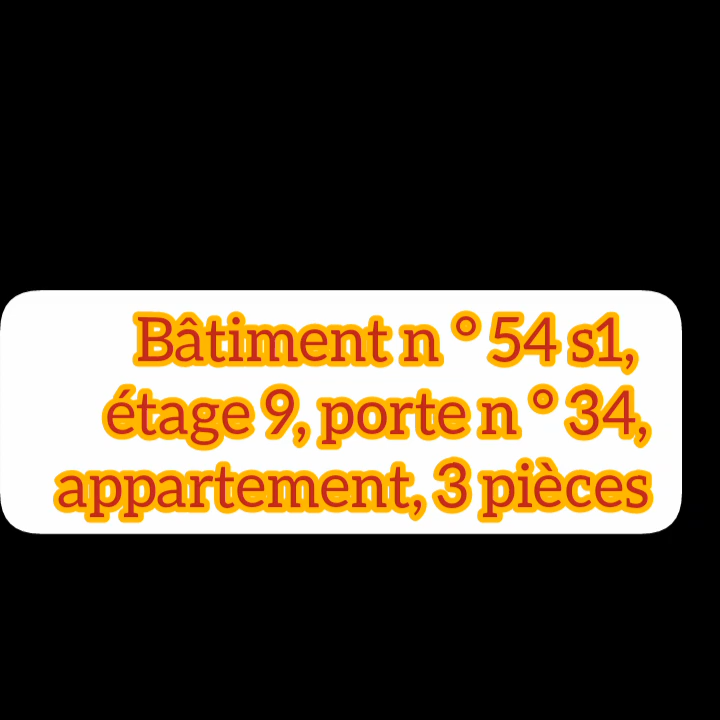 Bâtiment n ° 54 s1,
étage 9, porte n ° 34,
appartement, 3 pièces